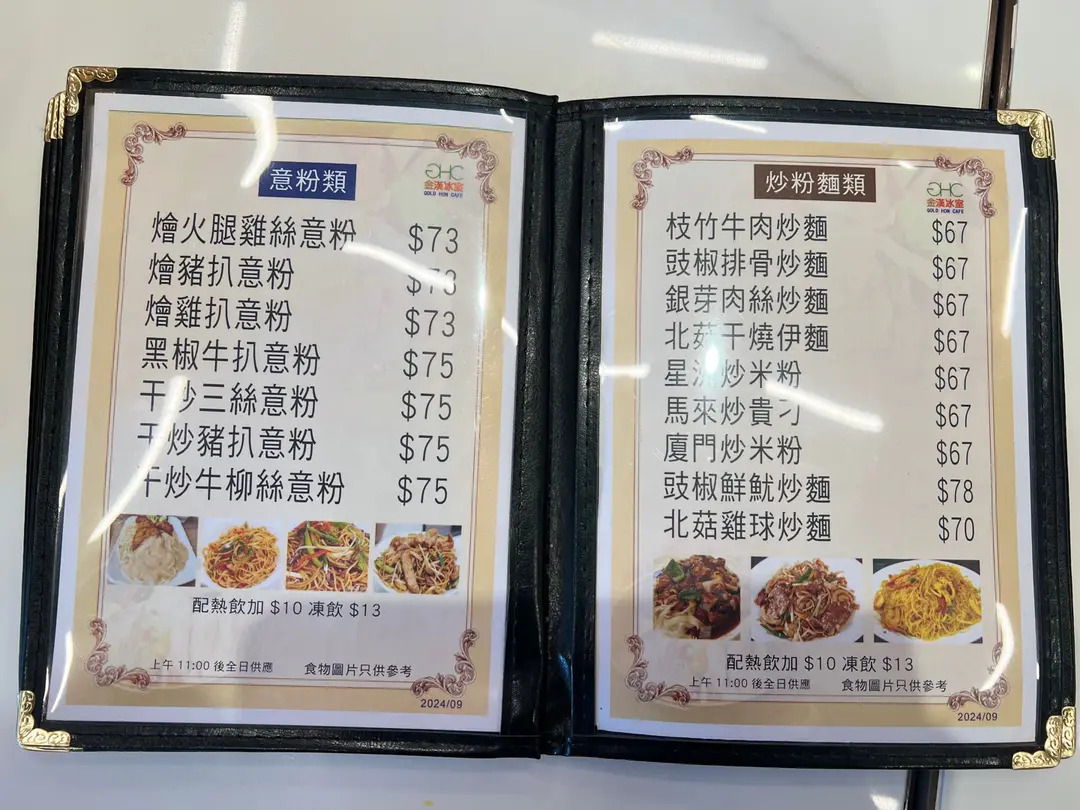 意粉類
GHC
金漢冰室
GOLD HON CAFE
燴火腿雞絲意粉 $73
燴豬扒意粉 $73
燴雞扒意粉 $73
黑椒牛扒意粉 $75
干炒三絲意粉 $75
干炒豬扒意粉 $75
干炒牛柳絲意粉 $75
配熱飲加 $10 凍飲 $13
上午 11:00 後全日供應 食物圖片只供參考
2024/09
炒粉麵類
GHC
金漢冰室
GOLD HON CAFE
枝竹牛肉炒麵 $67
豉椒排骨炒麵 $67
銀芽肉絲炒麵 $67
北菇干燒伊麵 $67
星洲炒米粉 $67
馬來炒貴刁 $67
廈門炒米粉 $67
豉椒鮮魷炒麵 $78
北菇雞球炒麵 $70
配熱飲加 $10 凍飲 $13
上午 11:00 後全日供應 食物圖片只供參考
2024/09